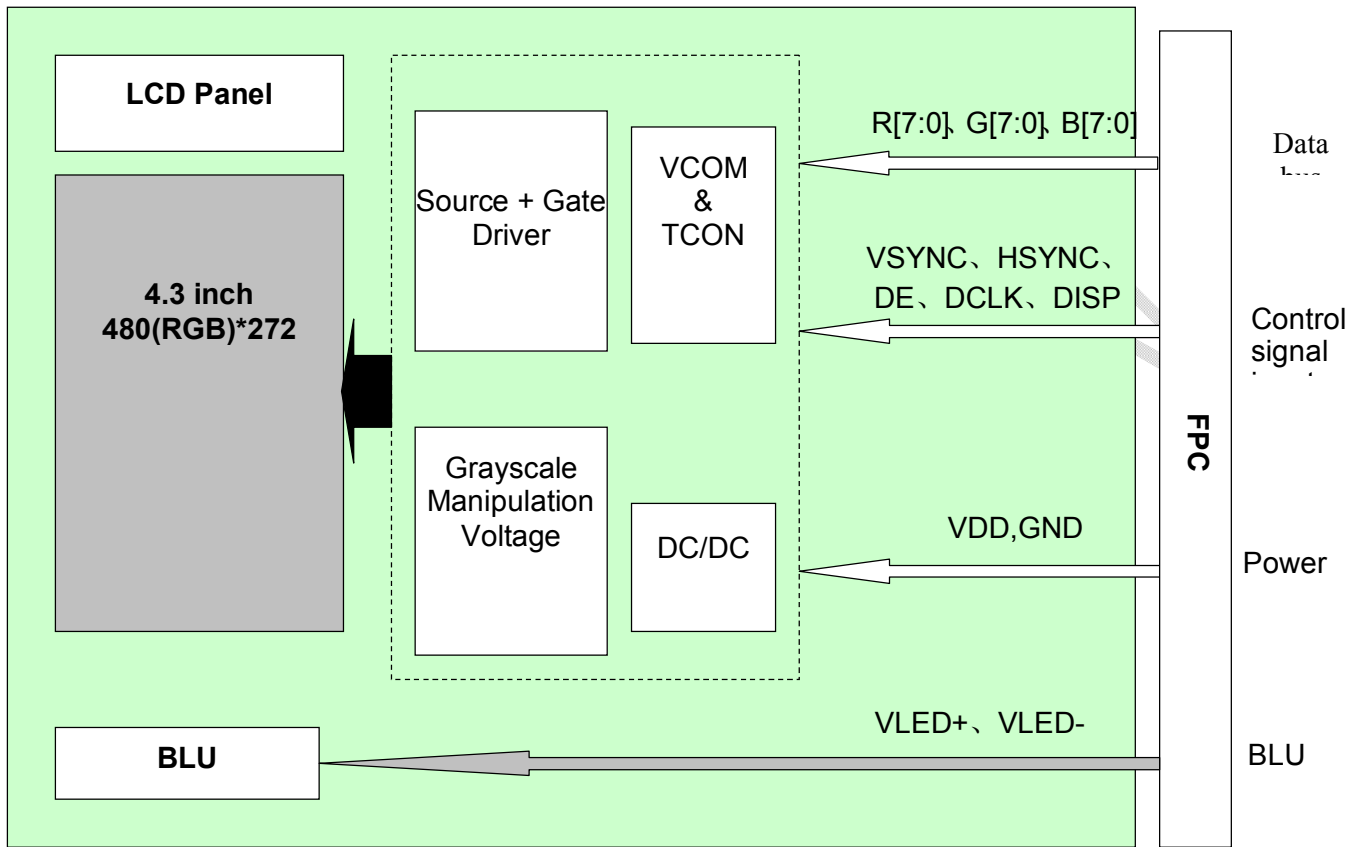 LCD Panel
4.3 inch
480(RGB)*272
Source + Gate
Driver
VCOM
&
TCON
Grayscale
Manipulation
Voltage
DC/DC
R[7:0]、G[7:0]、B[7:0]
VSYNC、HSYNC、
DE、DCLK、DISP
VDD,GND
VLED+、VLED-
BLU
FPC
Data
Control
signal
Power
BLU